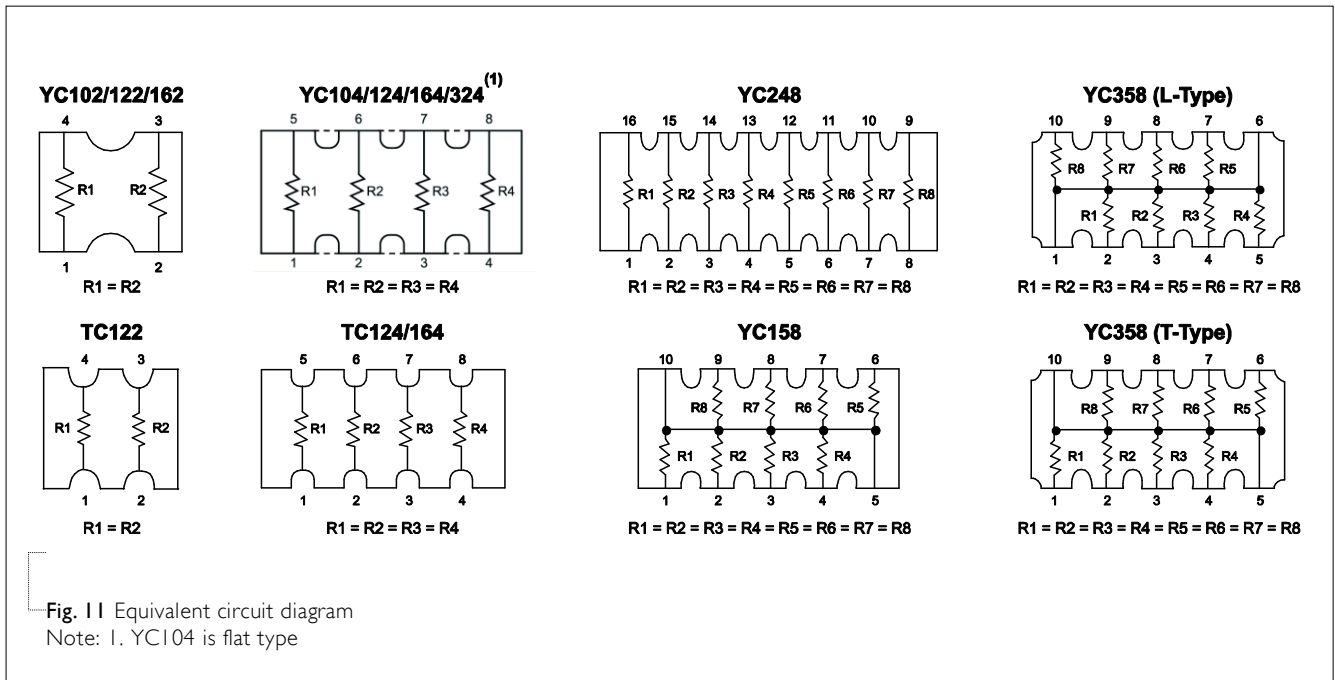 YC102/122/162
4 3
R1 R2
1 2
R1 = R2
YC104/124/164/324 (1)
5 6 7 8
R1 R2 R3 R4
1 2 3 4
R1 = R2 = R3 = R4
YC248
16 15 14 13 12 11 10 9
R1 R2 R3 R4 R5 R6 R7 R8
1 2 3 4 5 6 7 8
R1 = R2 = R3 = R4 = R5 = R6 = R7 = R8
YC358 (L-Type)
10 9 8 7 6
R8 R7 R6 R5
R1 R2 R3 R4
1 2 3 4 5
R1 = R2 = R3 = R4 = R5 = R6 = R7 = R8
TC122
4 3
R1 R2
1 2
R1 = R2
TC124/164
5 6 7 8
R1 R2 R3 R4
1 2 3 4
R1 = R2 = R3 = R4
YC158
10 9 8 7 6
R8 R7 R6 R5
R1 R2 R3 R4
1 2 3 4 5
R1 = R2 = R3 = R4 = R5 = R6 = R7 = R8
YC358 (T-Type)
10 9 8 7 6
R8 R7 R6 R5
R1 R2 R3 R4
1 2 3 4 5
R1 = R2 = R3 = R4 = R5 = R6 = R7 = R8
Fig. 11 Equivalent circuit diagram
Note: 1. YC104 is flat type